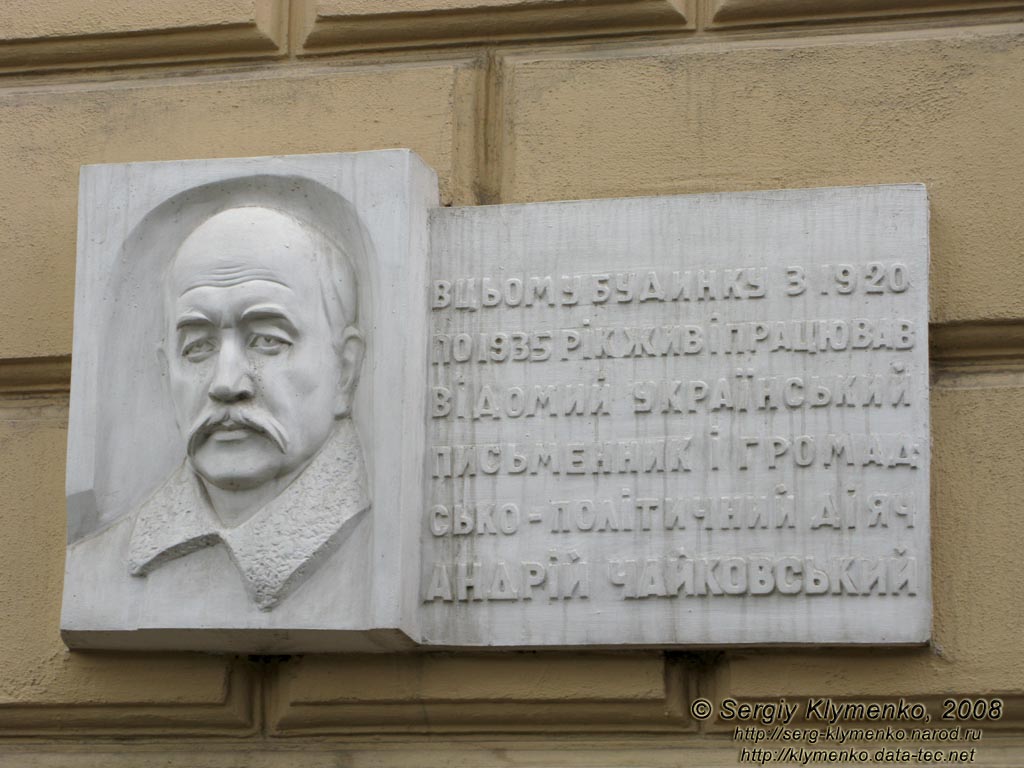 В ЦЬОМУ БУДИНКУ З 1920
ПО 1935 РІК ЖИВ І ПРАЦЮВАВ
ВІДОМИЙ УКРАЇНСЬКИЙ
ПИСЬМЕННИК І ГРОМАД
СЬКО-ПОЛІТИЧНИЙ ДІЯЧ
АНДРІЙ ЧАЙКОВСЬКИЙ
© Sergiy Klymenko, 2008
http://serg-klymenko.narod.ru
http://klymenko.data-tec.net